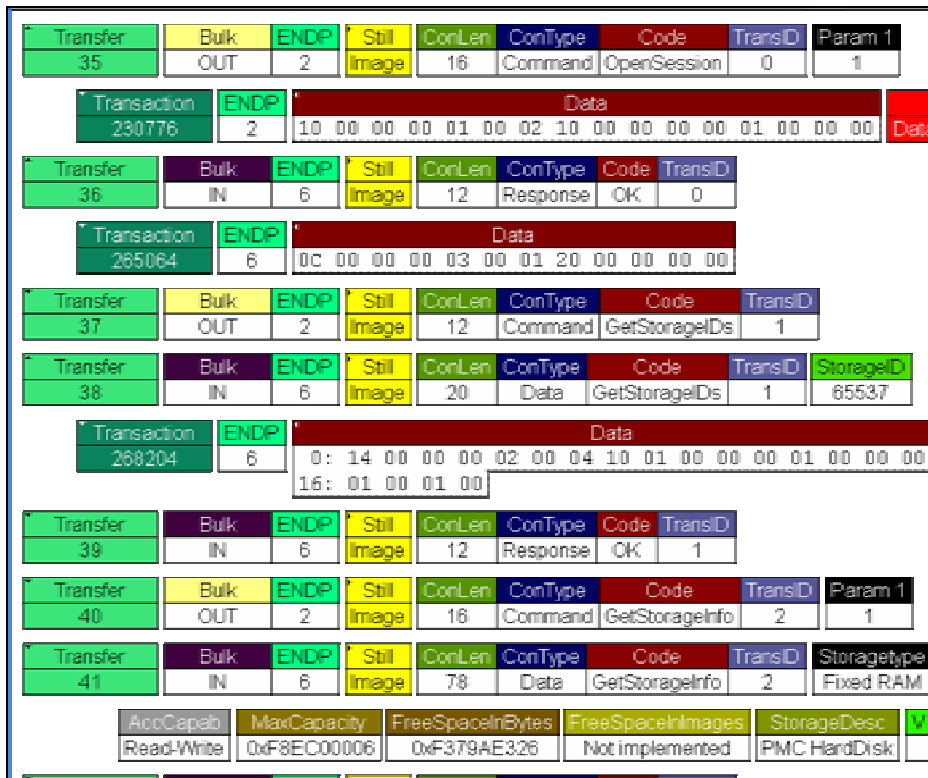 Transfer Bulk ENDP Still ConLen ConType Code TransID Param 1
35 OUT 2 Image 16 Command OpenSession 0 1
Transaction ENDP Data
230776 2 10 00 00 00 01 00 02 10 00 00 00 00 01 00 00 00 Data
Transfer Bulk ENDP Still ConLen ConType Code TransID
36 IN 6 Image 12 Response OK 0
Transaction ENDP Data
265064 6 0C 00 00 00 03 00 01 20 00 00 00 00
Transfer Bulk ENDP Still ConLen ConType Code TransID
37 OUT 2 Image 12 Command GetStorageIDs 1
Transfer Bulk ENDP Still ConLen ConType Code TransID StorageID
38 IN 6 Image 20 Data GetStorageIDs 1 65537
Transaction ENDP Data
268204 6 0: 14 00 00 00 02 00 04 10 01 00 00 00 01 00 00 00
16: 01 00 01 00
Transfer Bulk ENDP Still ConLen ConType Code TransID
39 IN 6 Image 12 Response OK 1
Transfer Bulk ENDP Still ConLen ConType Code TransID Param 1
40 OUT 2 Image 16 Command GetStorageInfo 2 1
Transfer Bulk ENDP Still ConLen ConType Code TransID Storagetype
41 IN 6 Image 78 Data GetStorageInfo 2 Fixed RAM
AccCapab MaxCapacity FreeSpaceInBytes FreeSpaceInImages StorageDesc V
Read-Write 0xF8EC00006 0xF379AE326 Not implemented PMC HardDisk